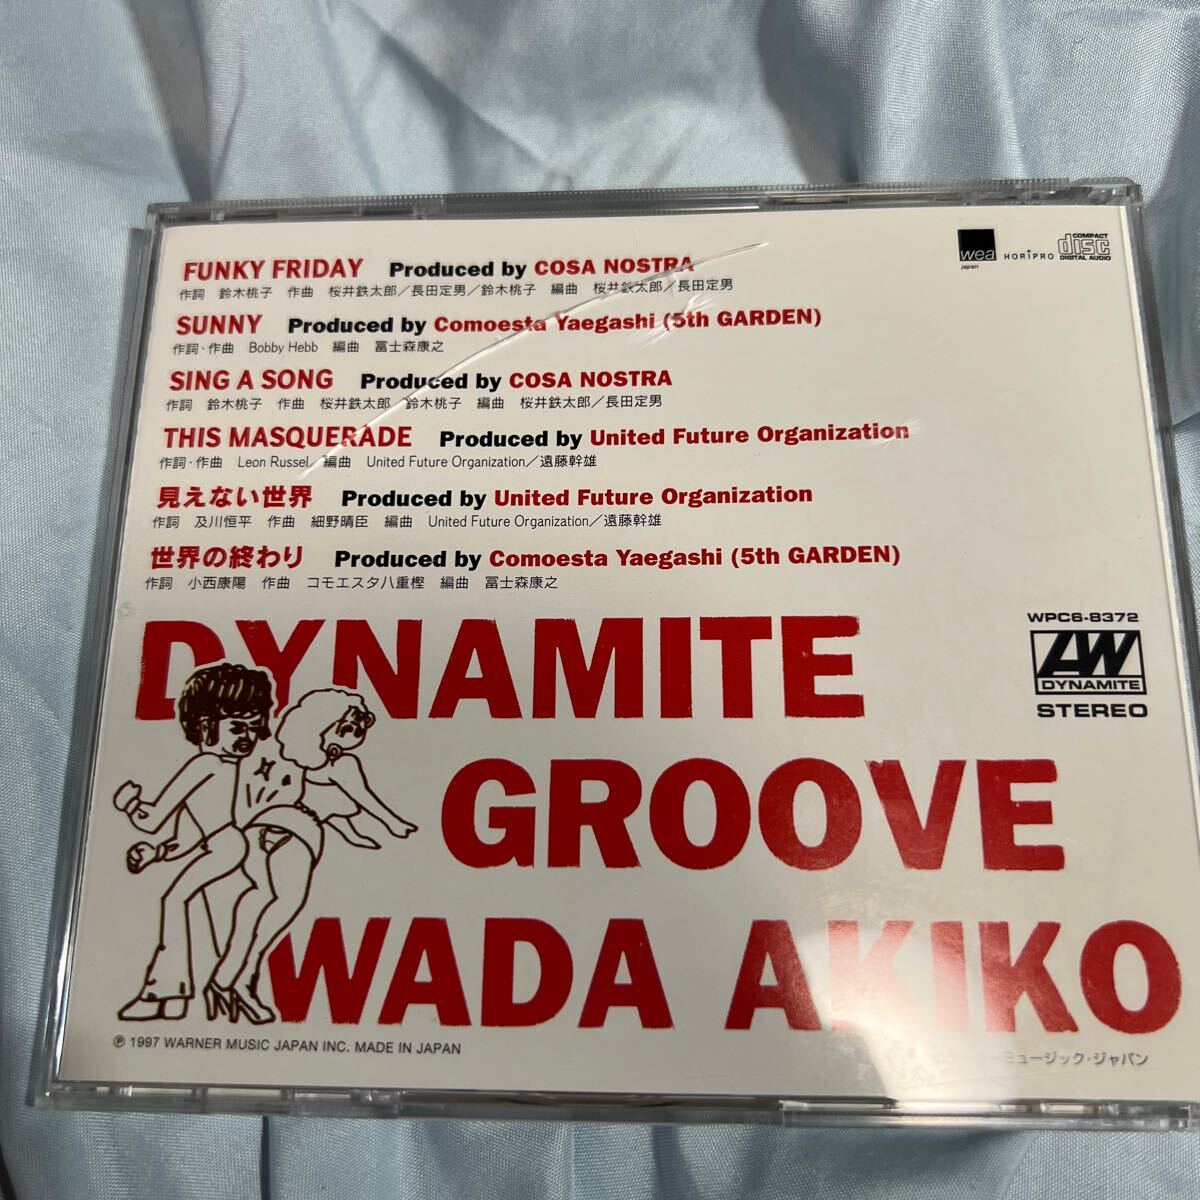 wea
japan
HORIPRO
COMPACT
disc
DIGITAL AUDIO
FUNKY FRIDAY Produced by COSA NOSTRA
作詞 鈴木桃子 作曲 桜井鉄太郎／長田定男／鈴木桃子 編曲 桜井鉄太郎／長田定男
SUNNY Produced by Comoesta Yaegashi (5th GARDEN)
作詞・作曲 Bobby Hebb 編曲 冨士森康之
SING A SONG Produced by COSA NOSTRA
作詞 鈴木桃子 作曲 桜井鉄太郎 鈴木桃子 編曲 桜井鉄太郎／長田定男
THIS MASQUERADE Produced by United Future Organization
作詞・作曲 Leon Russel 編曲 United Future Organization／遠藤幹雄
見えない世界 Produced by United Future Organization
作詞 及川恒平 作曲 細野晴臣 編曲 United Future Organization／遠藤幹雄
世界の終わり Produced by Comoesta Yaegashi (5th GARDEN)
作詞 小西康陽 作曲 コモエスタ八重樫 編曲 冨士森康之
WPC6-8372
AW
DYNAMITE
STEREO
DYNAMITE
GROOVE
WADA AKIKO
℗ 1997 WARNER MUSIC JAPAN INC. MADE IN JAPAN
ーミュージック・ジャパン